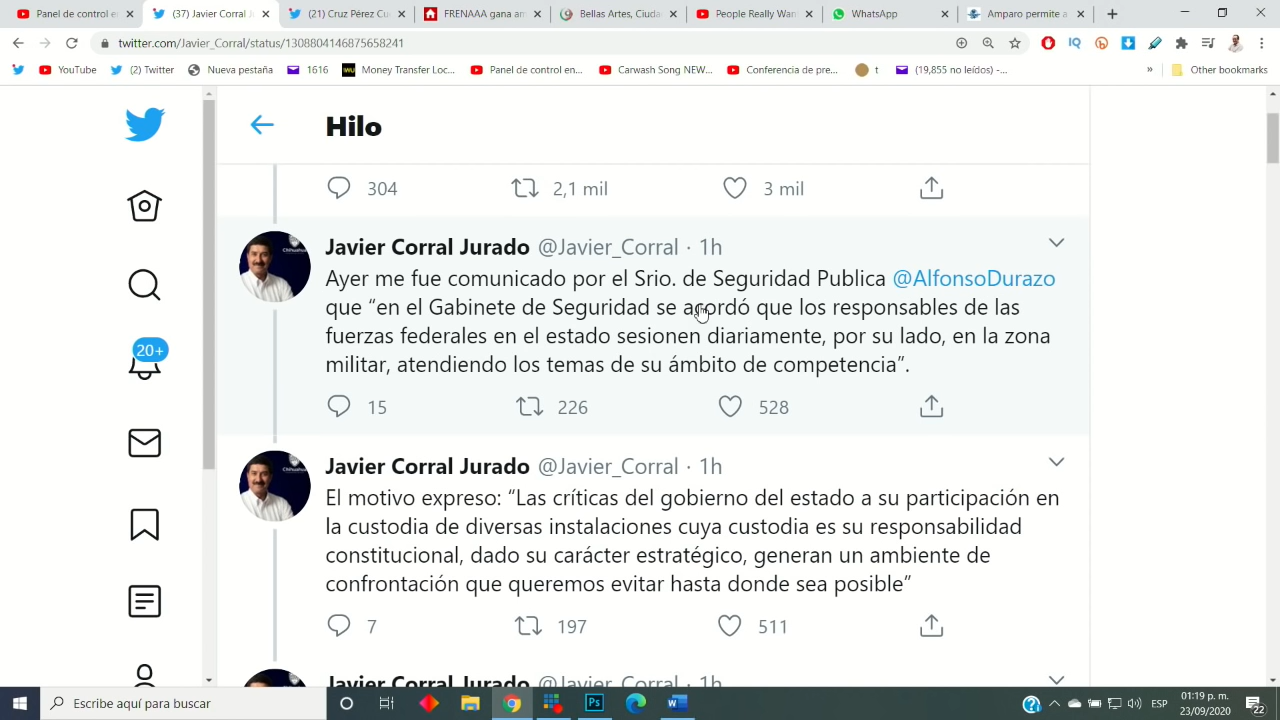 Panel de control de Y
(37) Javier Corral Ju
(21) Pérez Cu
FRENAAA gana am
Bellas Artes, Ciuda
People Really Wan
WhatsApp
Amparo permite a
twitter.com/Javier_Corral/status/1308804146875658241
YouTube
(2) Twitter
Nueva pestaña
1616
Money Transfer Loc...
Panel de control en...
Carwash Song NEW...
Conferencia de pre...
t
(19,855 no leídos) -...
»
Other bookmarks
Hilo
304
2,1 mil
3 mil
Javier Corral Jurado @Javier_Corral · 1h
Ayer me fue comunicado por el Srio. de Seguridad Publica @AlfonsoDurazo
que “en el Gabinete de Seguridad se acordó que los responsables de las
fuerzas federales en el estado sesionen diariamente, por su lado, en la zona
militar, atendiendo los temas de su ámbito de competencia”.
15
226
528
20+
Javier Corral Jurado @Javier_Corral · 1h
El motivo expreso: “Las críticas del gobierno del estado a su participación en
la custodia de diversas instalaciones cuya custodia es su responsabilidad
constitucional, dado su carácter estratégico, generan un ambiente de
confrontación que queremos evitar hasta donde sea posible”
7
197
511
Javier Corral Jurado @Javier_Corral · 1h
Escribe aquí para buscar
ESP
01:19 p. m.
23/09/2020
22